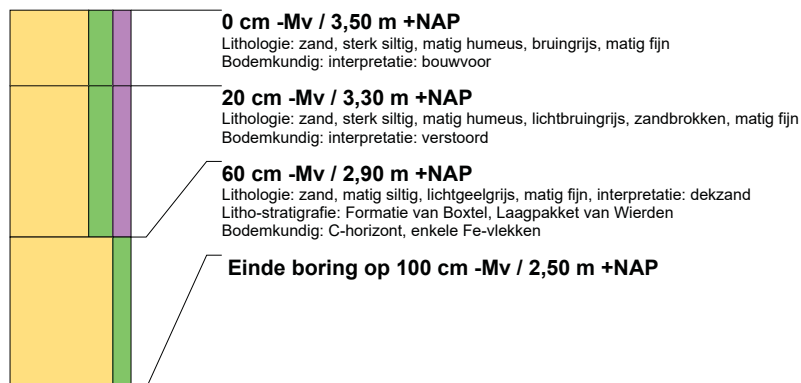 0 cm -Mv / 3,50 m +NAP
Lithologie: zand, sterk siltig, matig humeus, bruingrijs, matig fijn
Bodemkundig: interpretatie: bouwvoor
20 cm -Mv / 3,30 m +NAP
Lithologie: zand, sterk siltig, matig humeus, lichtbruingrijs, zandbrokken, matig fijn
Bodemkundig: interpretatie: verstoord
60 cm -Mv / 2,90 m +NAP
Lithologie: zand, matig siltig, lichtgeelgrijs, matig fijn, interpretatie: dekzand
Litho-stratigrafie: Formatie van Boxtel, Laagpakket van Wierden
Bodemkundig: C-horizont, enkele Fe-vlekken
Einde boring op 100 cm -Mv / 2,50 m +NAP